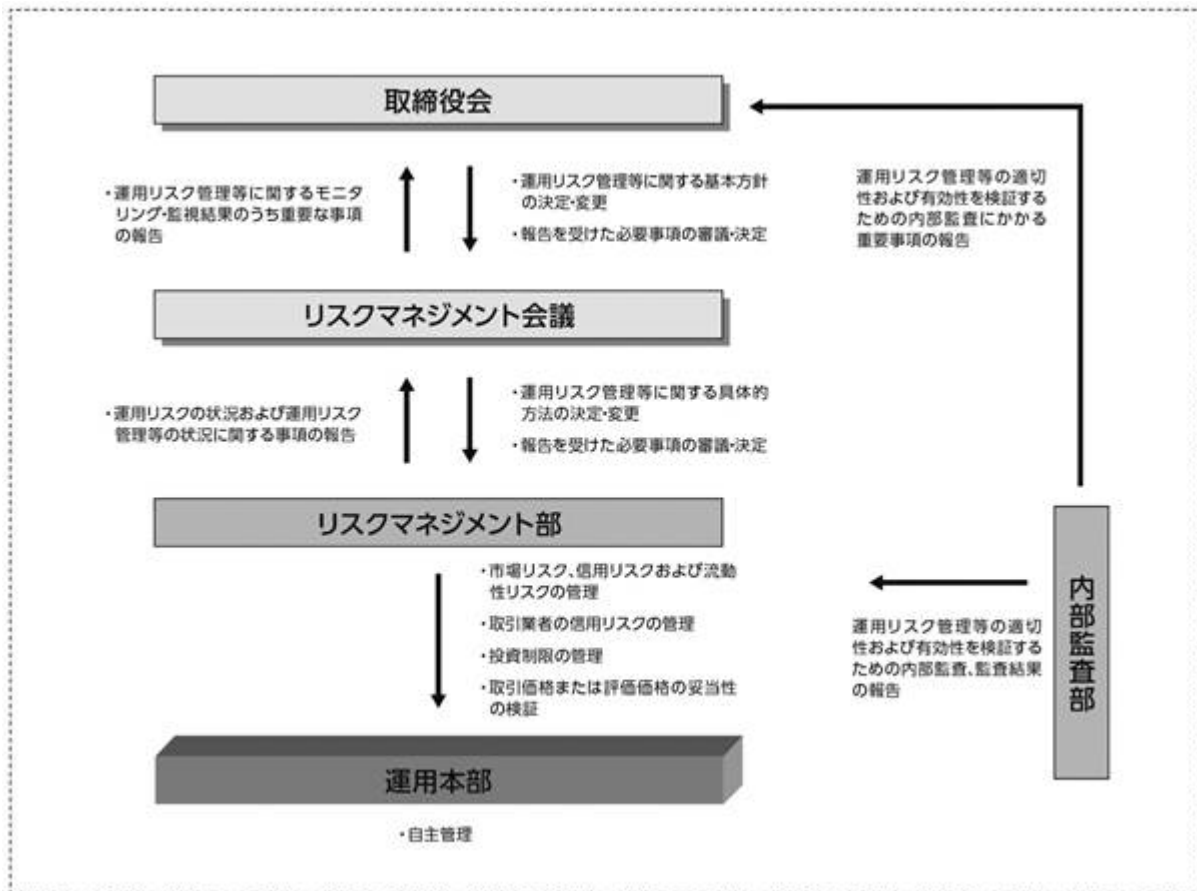 取締役会
・運用リスク管理等に関するモニタ
リング・監視結果のうち重要な事項
の報告
・運用リスク管理等に関する基本方針
の決定・変更
・報告を受けた必要事項の審議・決定
運用リスク管理等の適切
性および有効性を検証する
ための内部監査にかかる
重要事項の報告
リスクマネジメント会議
・運用リスクの状況および運用リスク
管理等の状況に関する事項の報告
・運用リスク管理等に関する具体的
方法の決定・変更
・報告を受けた必要事項の審議・決定
リスクマネジメント部
・市場リスク、信用リスクおよび流動
性リスクの管理
・取引業者の信用リスクの管理
・投資制限の管理
・取引価格または評価価格の妥当性
の検証
運用リスク管理等の適切
性および有効性を検証する
ための内部監査、監査結果
の報告
内部監査部
運用本部
・自主管理